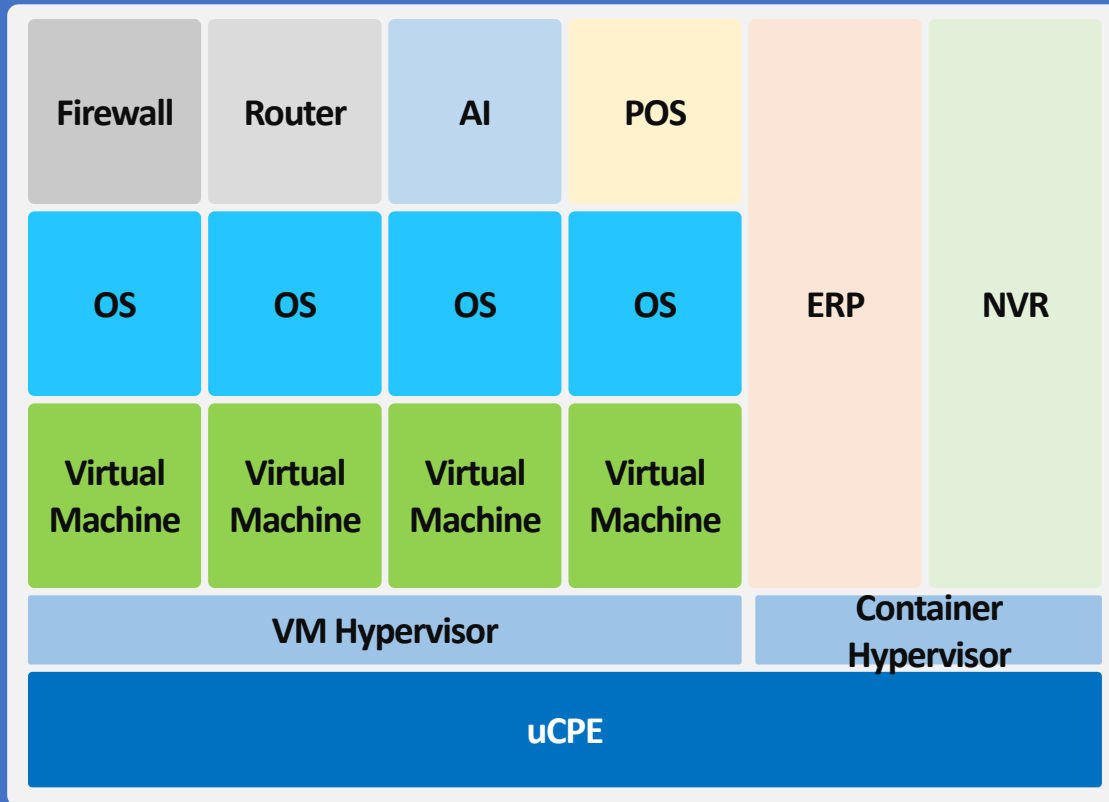 Firewall
Router
AI
POS
OS
OS
OS
OS
ERP
NVR
Virtual
Machine
Virtual
Machine
Virtual
Machine
Virtual
Machine
VM Hypervisor
Container
Hypervisor
uCPE